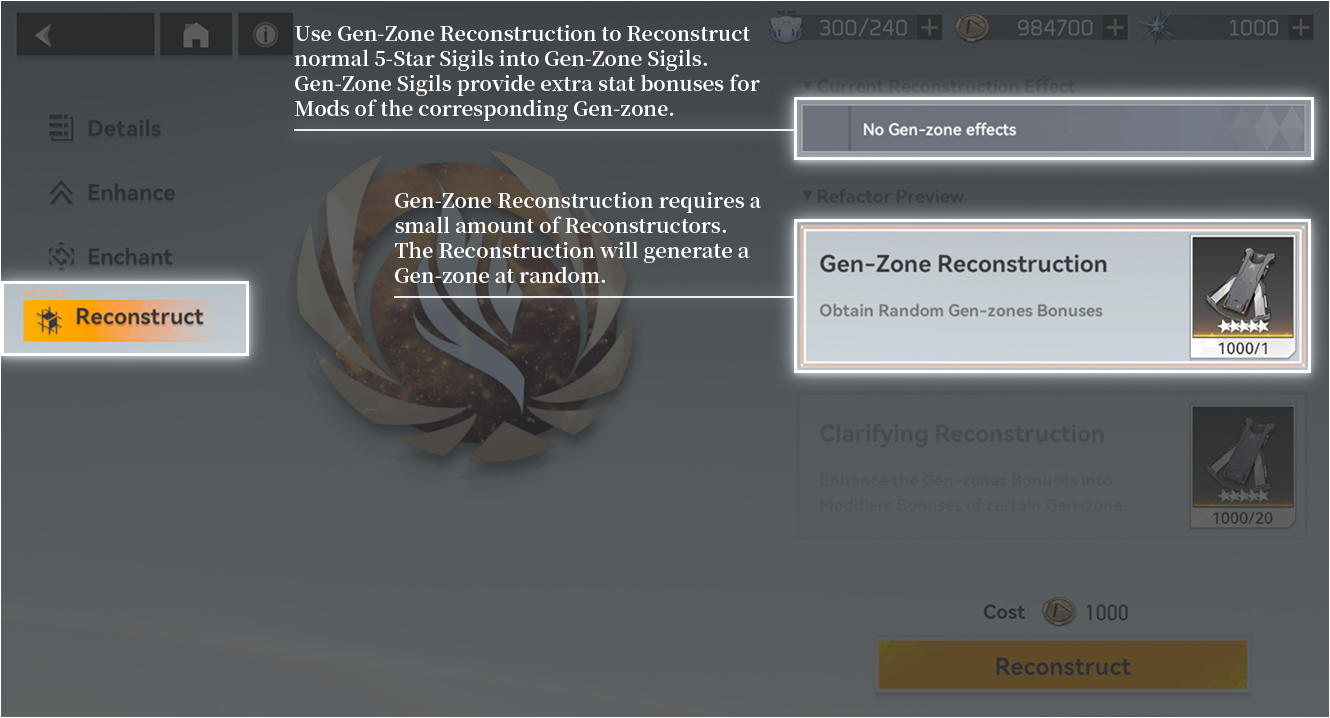 300/240
984700
1000
Use Gen-Zone Reconstruction to Reconstruct
normal 5-Star Sigils into Gen-Zone Sigils.
Gen-Zone Sigils provide extra stat bonuses for
Mods of the corresponding Gen-zone.
Current Reconstruction Effect
No Gen-zone effects
Details
Enhance
Enchant
Reconstruct
Gen-Zone Reconstruction requires a
small amount of Reconstructors.
The Reconstruction will generate a
Gen-zone at random.
Refactor Preview
Gen-Zone Reconstruction
Obtain Random Gen-zones Bonuses
1000/1
Clarifying Reconstruction
Enhance the Gen-zones Bonuses into
Modifiers Bonuses of certain Gen-zone.
1000/20
Cost 1000
Reconstruct